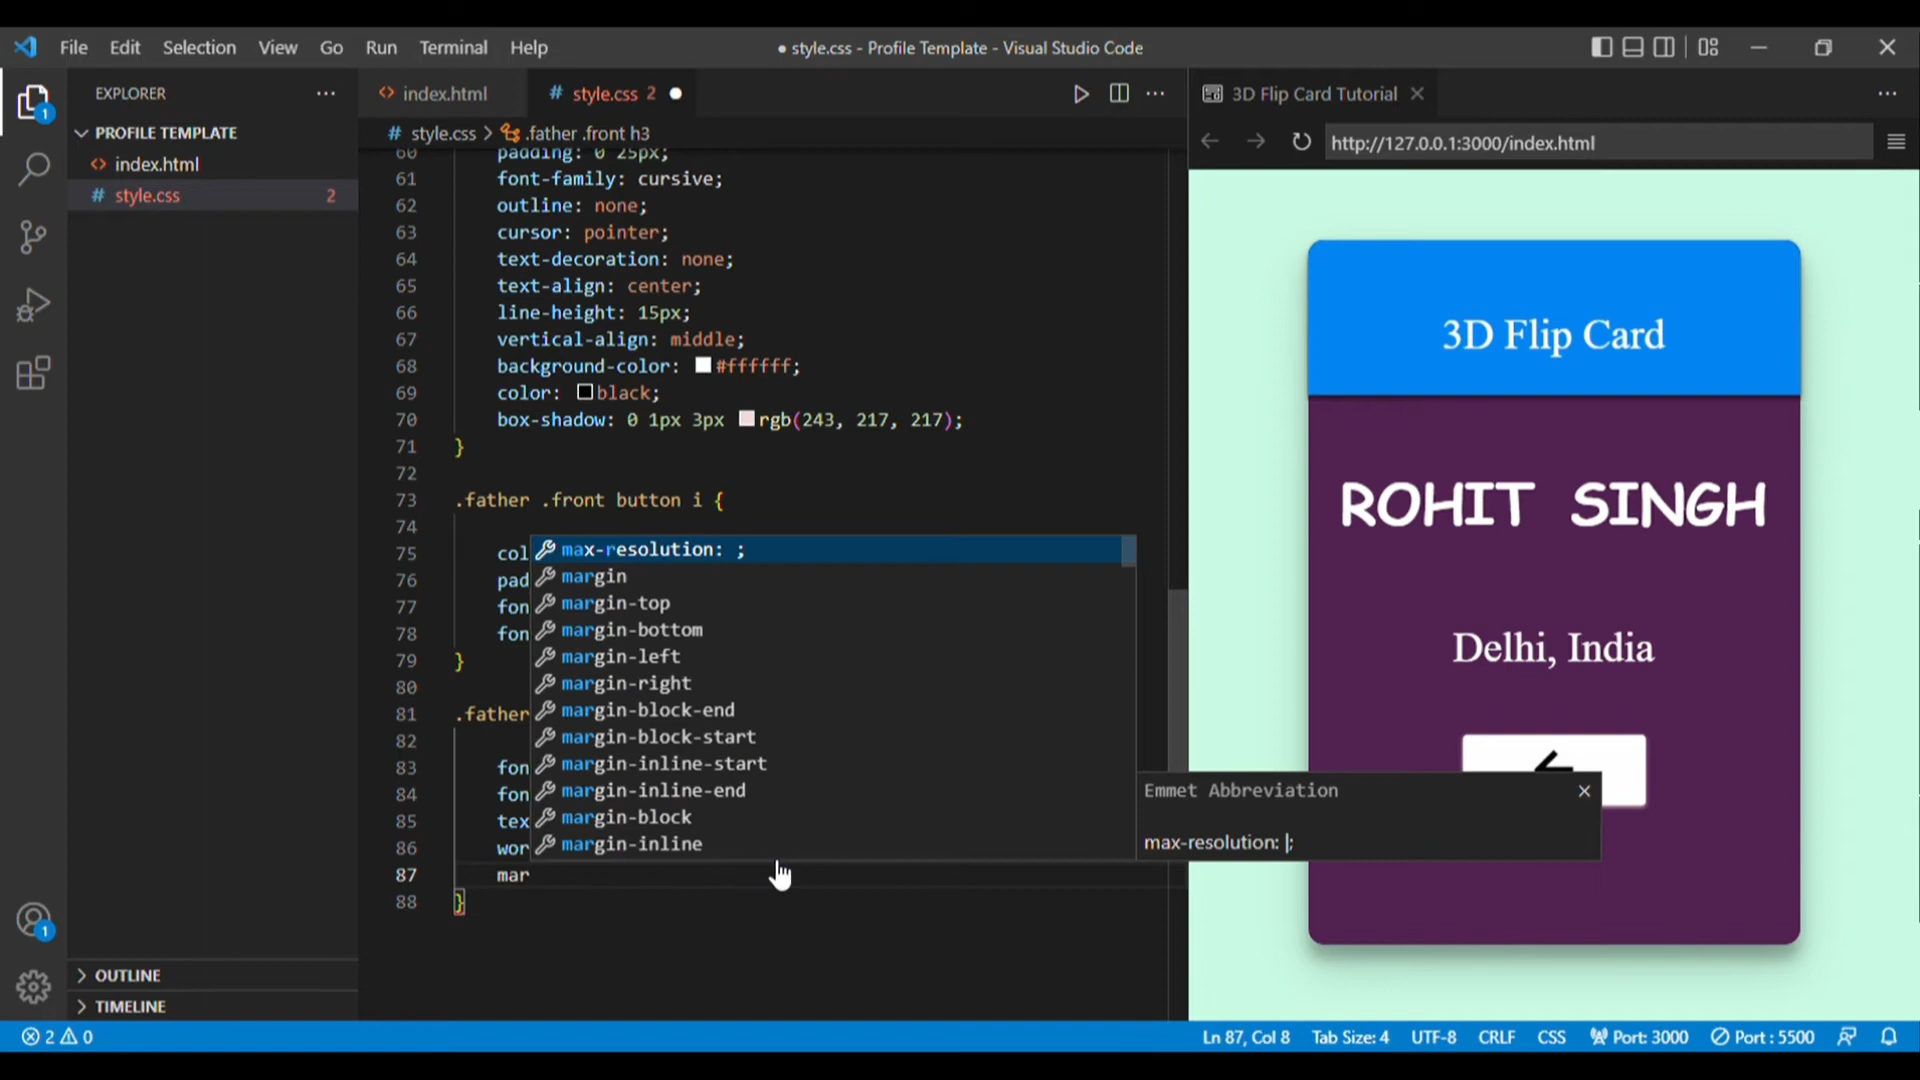 File Edit Selection View Go Run Terminal Help
● style.css - Profile Template - Visual Studio Code
EXPLORER
PROFILE TEMPLATE
index.html
style.css 2
OUTLINE
TIMELINE
index.html
# style.css 2
# style.css > .father .front h3
60 padding: 0 25px;
61 font-family: cursive;
62 outline: none;
63 cursor: pointer;
64 text-decoration: none;
65 text-align: center;
66 line-height: 15px;
67 vertical-align: middle;
68 background-color: #ffffff;
69 color: black;
70 box-shadow: 0 1px 3px rgb(243, 217, 217);
71 }
72
73 .father .front button i {
74
75 col
76 pad
77 fon
78 fon
79 }
80
81 .father
82
83 fon
84 fon
85 tex
86 wor
87 mar
88 }
max-resolution: ;
margin
margin-top
margin-bottom
margin-left
margin-right
margin-block-end
margin-block-start
margin-inline-start
margin-inline-end
margin-block
margin-inline
Emmet Abbreviation
max-resolution: |;
3D Flip Card Tutorial
http://127.0.0.1:3000/index.html
3D Flip Card
ROHIT SINGH
Delhi, India
1
1
2 0
Ln 87, Col 8 Tab Size: 4 UTF-8 CRLF CSS Port: 3000 Port : 5500